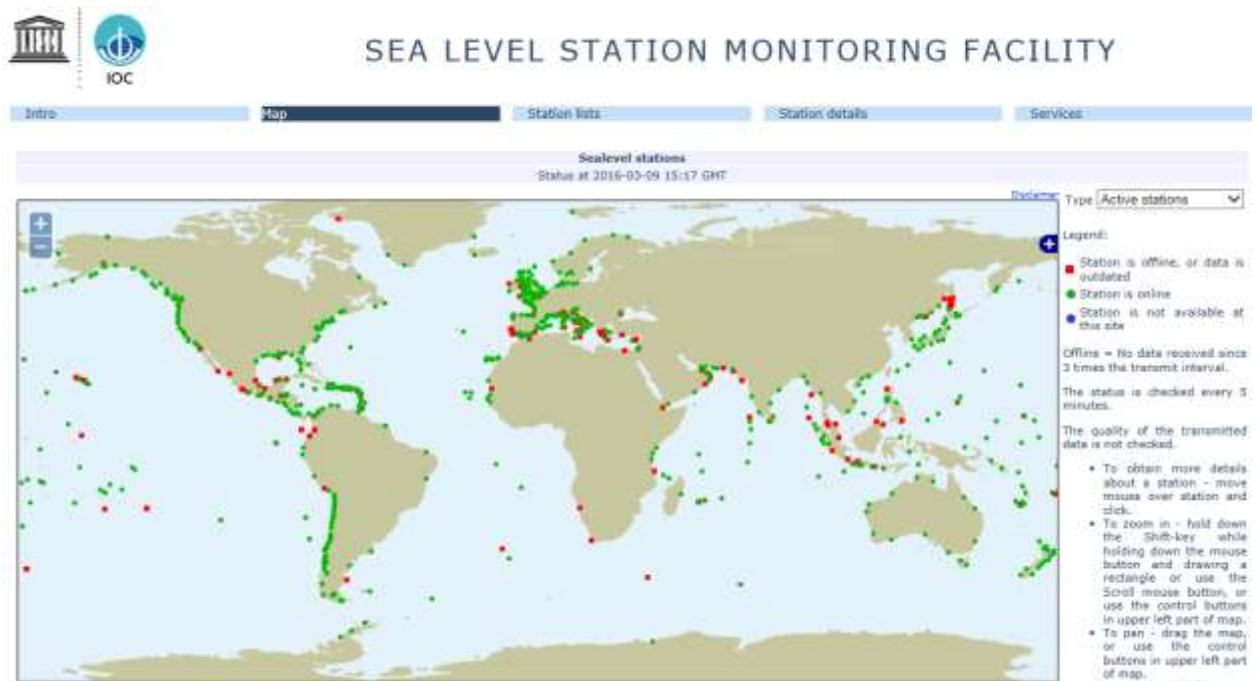 IOC
SEA LEVEL STATION MONITORING FACILITY
Intro
Map
Station lists
Station details
Services
Sealevel stations
Status at 2016-03-09 15:17 GMT
Disclaimer
Type Active stations
+
−
+
Legend:
Station is offline, or data is
outdated
Station is online
Station is not available at
this site
Offline = No data received since
3 times the transmit interval.
The status is checked every 5
minutes.
The quality of the transmitted
data is not checked.
• To obtain more details
about a station - move
mouse over station and
click.
• To zoom in - hold down
the Shift-key while
holding down the mouse
button and drawing a
rectangle or use the
Scroll mouse button, or
use the control buttons
in upper left part of map.
• To pan - drag the map,
or use the control
buttons in upper left part
of map.